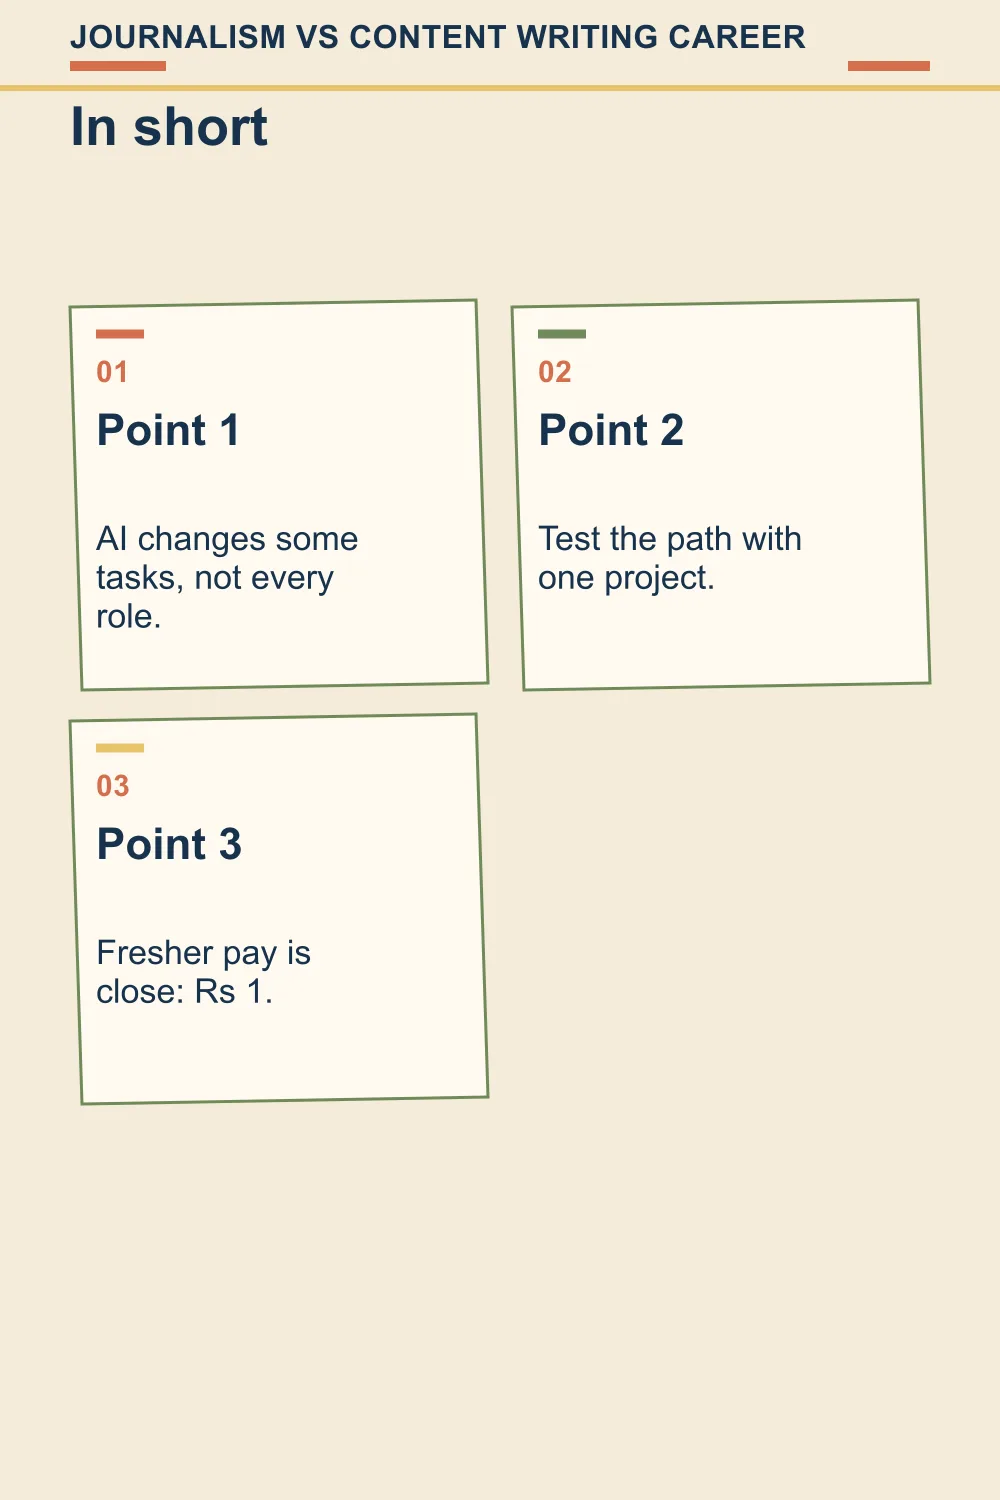 JOURNALISM VS CONTENT WRITING CAREER
In short
01
Point 1
AI changes some
tasks, not every
role.
02
Point 2
Test the path with
one project.
03
Point 3
Fresher pay is
close: Rs 1.